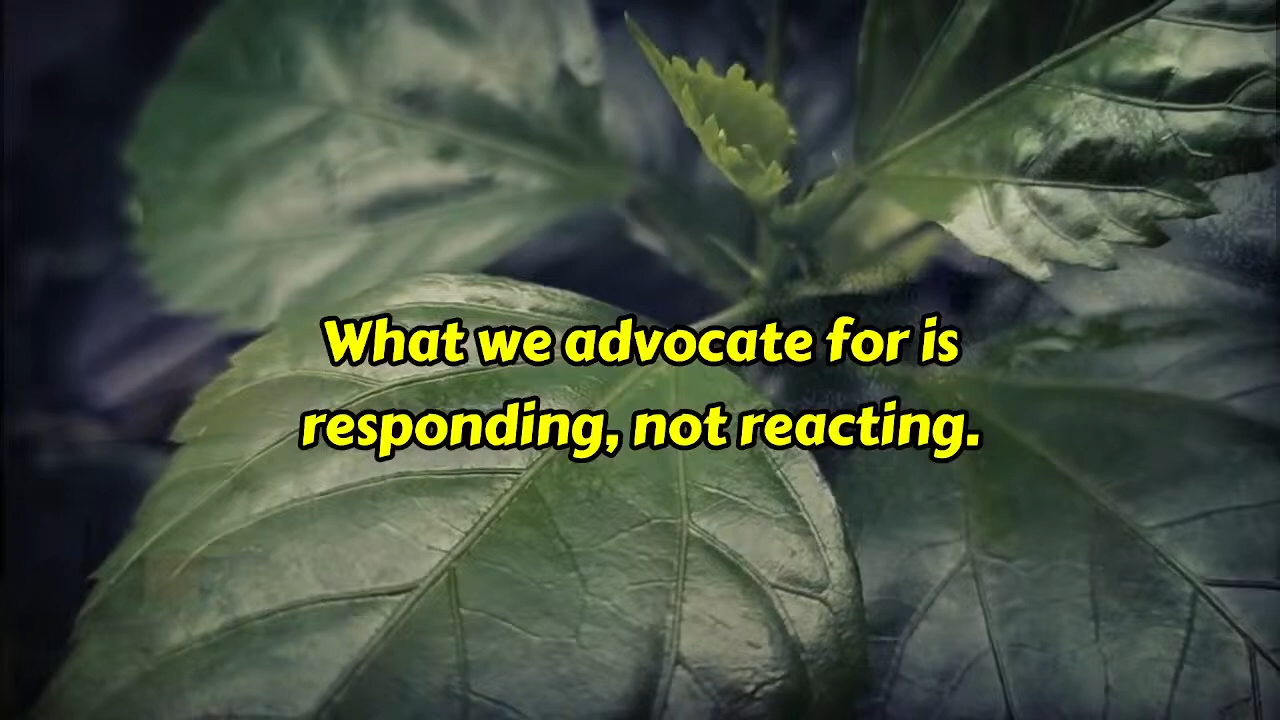 What we advocate for is
responding, not reacting.